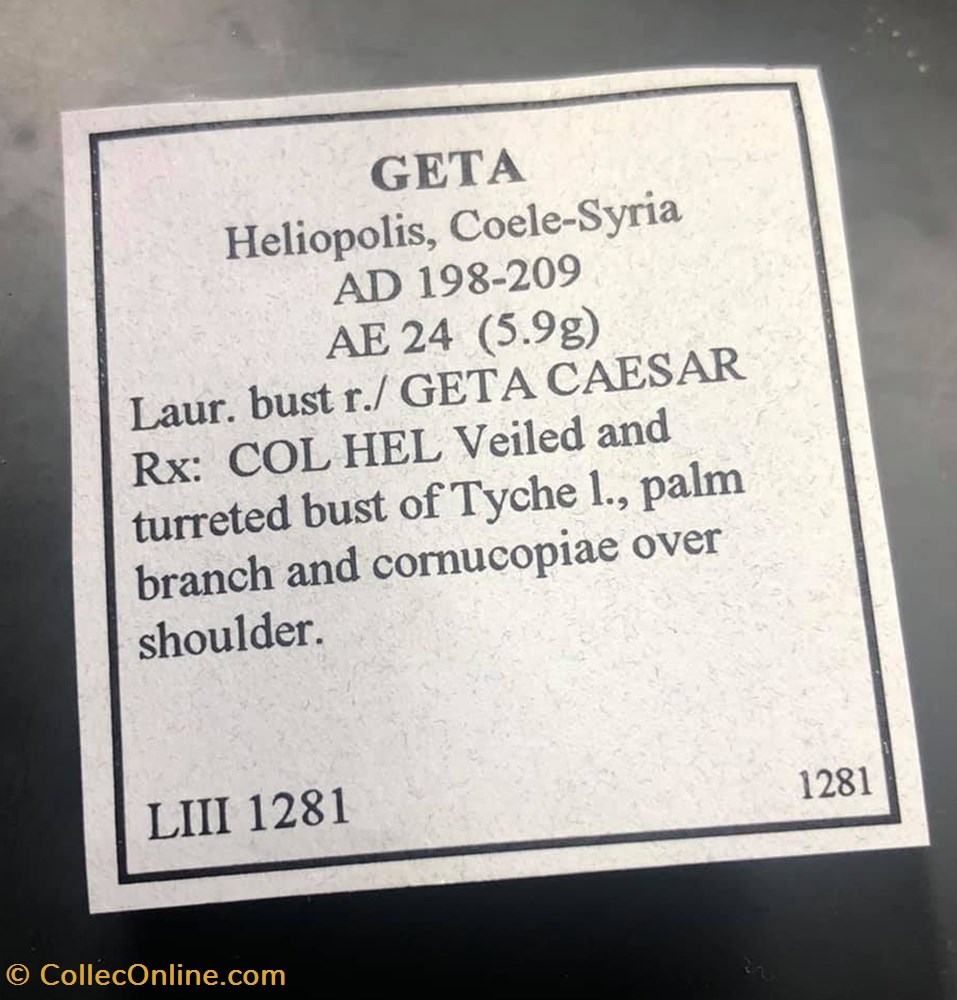 GETA
Heliopolis, Coele-Syria
AD 198-209
AE 24 (5.9g)
Laur. bust r./ GETA CAESAR
Rx: COL HEL Veiled and
turreted bust of Tyche l., palm
branch and cornucopiae over
shoulder.
LIII 1281
1281
© CollecOnline.com